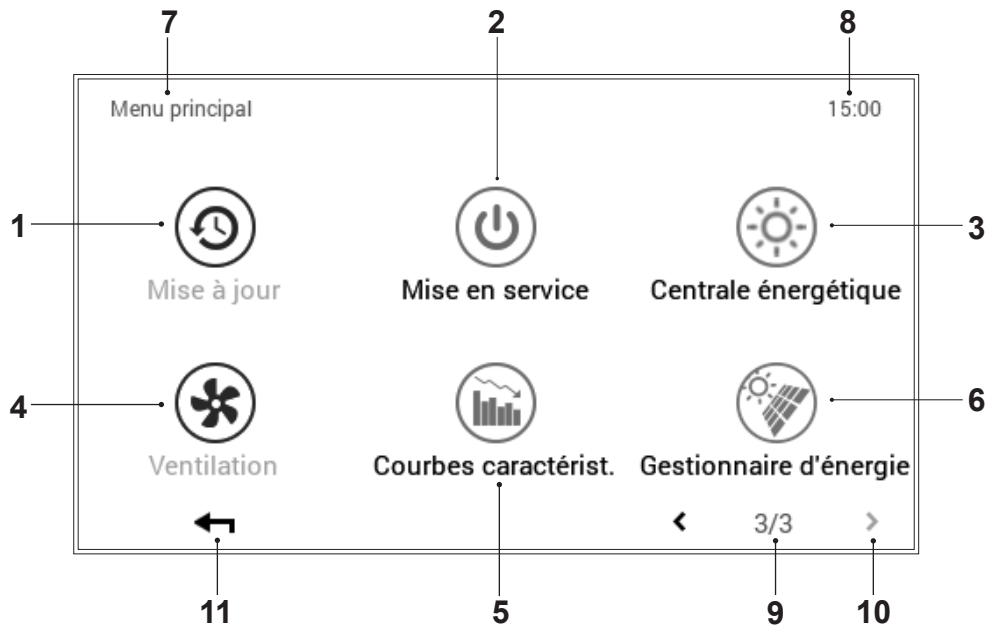 7 2 8
Menu principal 15:00
1 3
Mise à jour Mise en service Centrale énergétique
4 6
Ventilation Courbes caractérist. Gestionnaire d'énergie
< 3/3 >
11 5 9 10